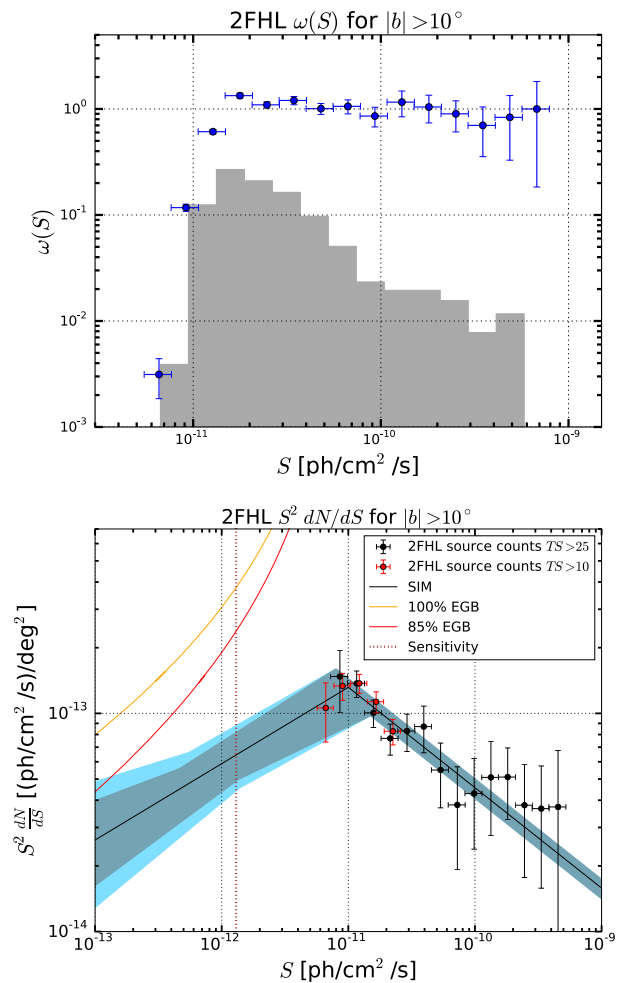 2FHL ω(S) for |b| >10°
10⁰
10⁻¹
10⁻²
10⁻³
ω(S)
10⁻¹¹ 10⁻¹⁰ 10⁻⁹
S [ph/cm² /s]
2FHL S² dN/dS for |b| >10°
2FHL source counts TS >25
2FHL source counts TS >10
SIM
100% EGB
85% EGB
Sensitivity
10⁻¹³
10⁻¹⁴
S² dN/dS [(ph/cm² /s)/deg²]
10⁻¹³ 10⁻¹² 10⁻¹¹ 10⁻¹⁰ 10⁻⁹
S [ph/cm² /s]